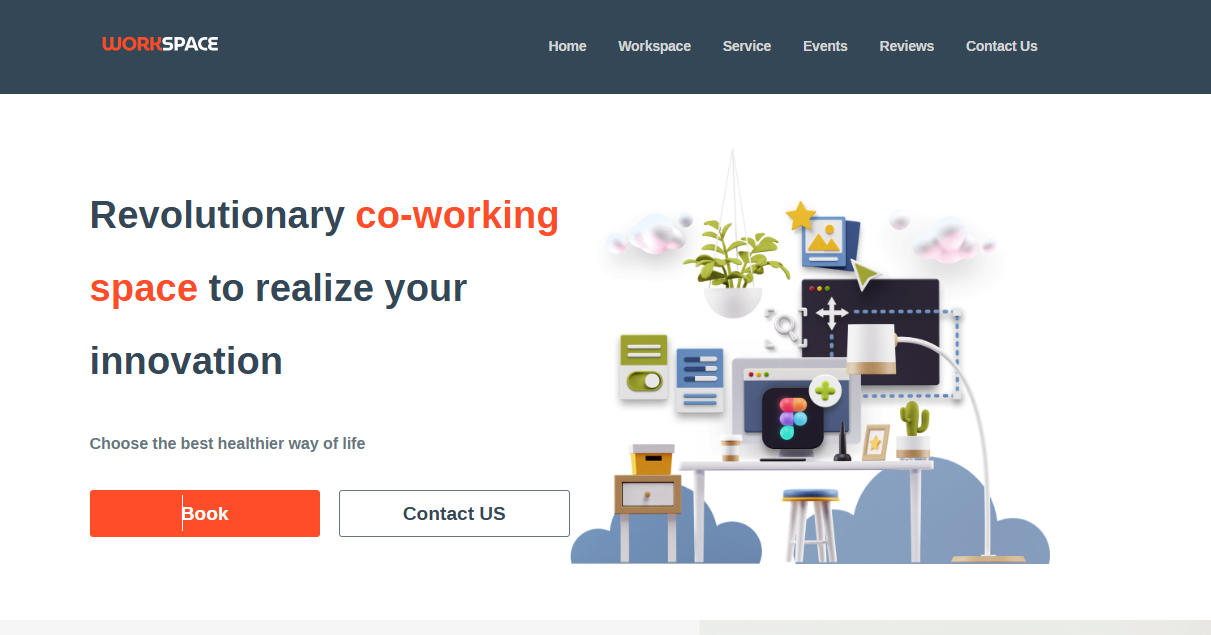 WORKSPACE
Home Workspace Service Events Reviews Contact Us
Revolutionary co-working
space to realize your
innovation
Choose the best healthier way of life
Book Contact US